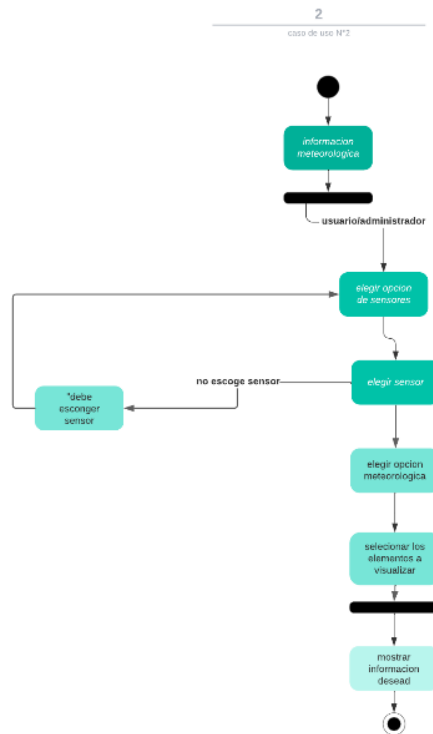 2
caso de uso N°2
informacion
meteorologica
usuario/administrador
elegir opcion
de sensores
no escoge sensor
elegir sensor
"debe
esconger
sensor
elegir opcion
meteorologica
selecionar los
elementos a
visualizar
mostrar
informacion
desead